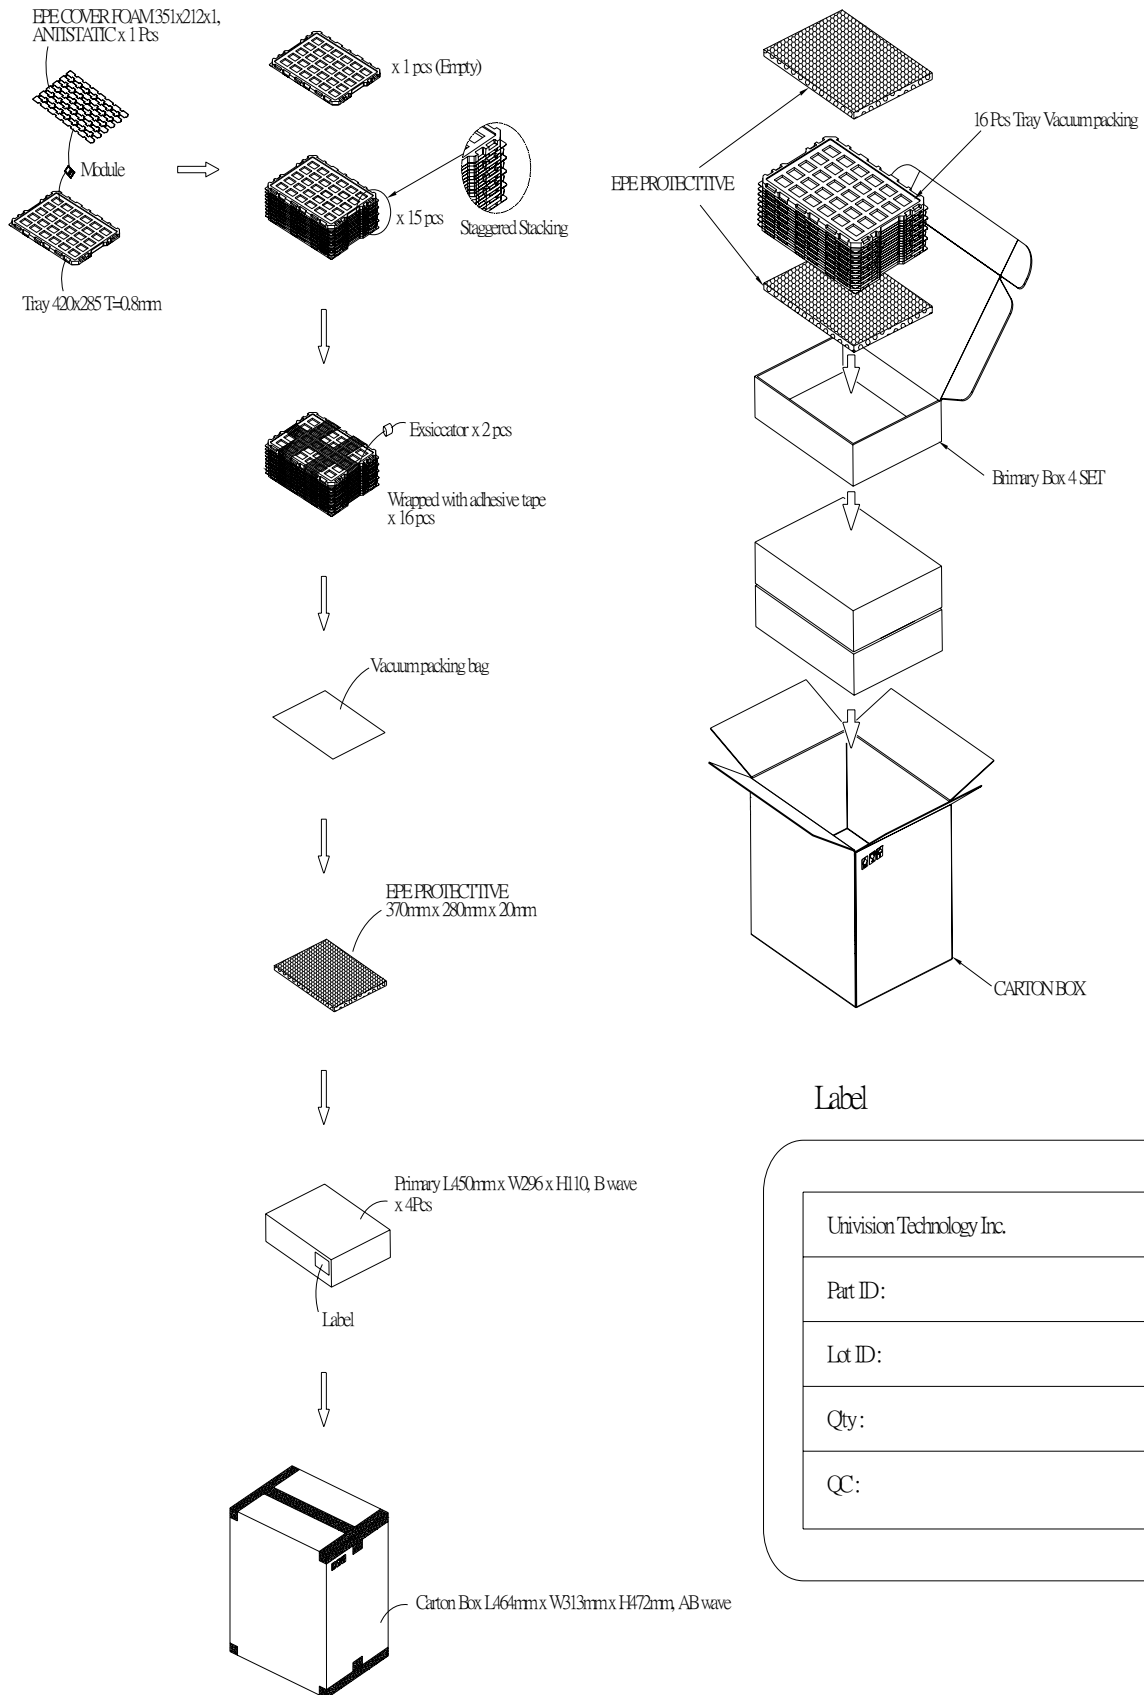 EPE COVER FOAM 351x212x1,
ANTISTATIC x 1 Pcs
x 1 pcs (Empty)
16 Pcs Tray Vacuum packing
Module
EPE PROTECTTIVE
x 15 pcs
Staggered Stacking
Tray 420x285 T=0.8mm
Exsiccator x 2 pcs
Wrapped with adhesive tape
x 16 pcs
Brimary Box 4 SET
Vacuum packing bag
EPE PROTECTTIVE
370mm x 280mm x 20mm
CARTON BOX
Label
Primary L450mm x W296 x H110, B wave
x 4Pcs
Label
Univision Technology Inc.
Part ID :
Lot ID :
Q'ty :
QC :
Carton Box L464mm x W313mm x H472mm, AB wave